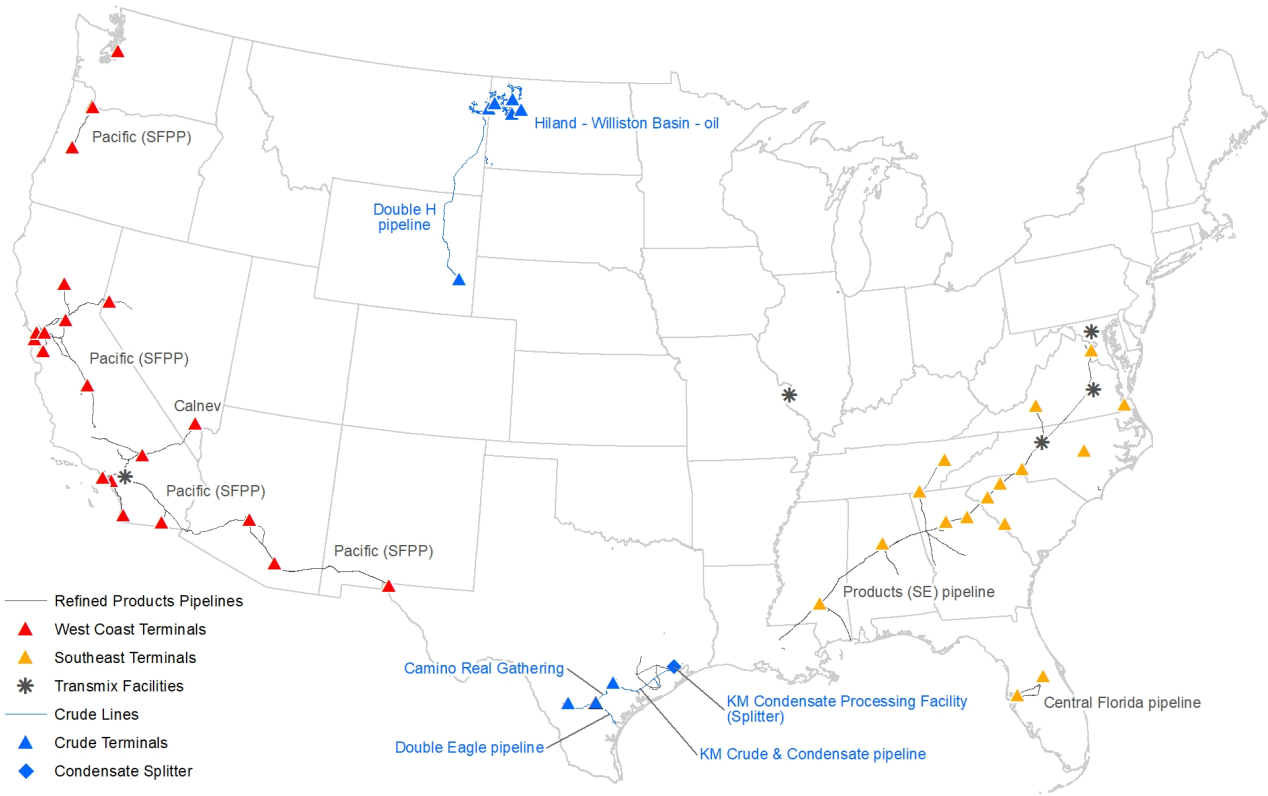 Pacific (SFPP)
Hiland - Williston Basin - oil
Double H
pipeline
Pacific (SFPP)
Calnev
Pacific (SFPP)
Pacific (SFPP)
Products (SE) pipeline
Camino Real Gathering
KM Condensate Processing Facility
(Splitter)
Central Florida pipeline
Double Eagle pipeline
KM Crude & Condensate pipeline
Refined Products Pipelines
West Coast Terminals
Southeast Terminals
Transmix Facilities
Crude Lines
Crude Terminals
Condensate Splitter